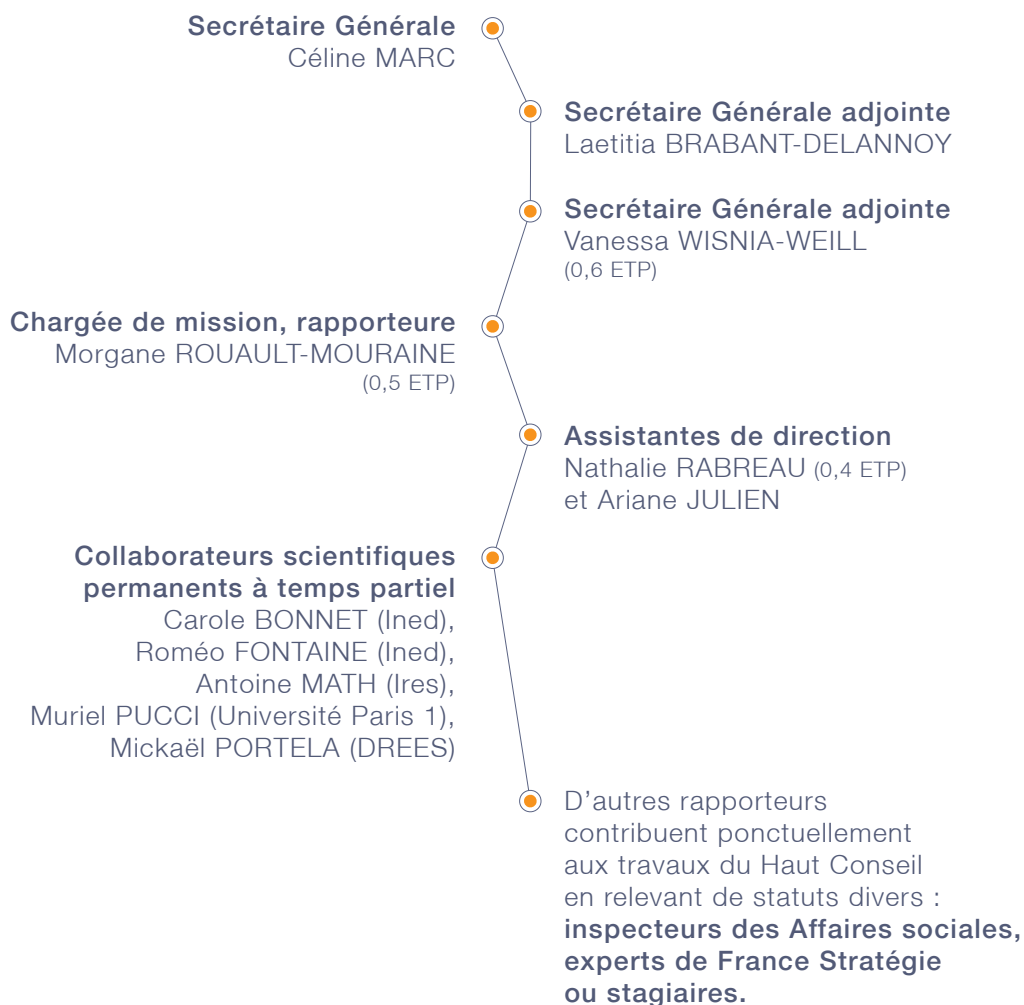 Secrétaire Générale
Céline MARC
Secrétaire Générale adjointe
Laetitia BRABANT-DELANNOY
Secrétaire Générale adjointe
Vanessa WISNIA-WEILL
(0,6 ETP)
Chargée de mission, rapporteure
Morgane ROUAULT-MOURAINE
(0,5 ETP)
Assistantes de direction
Nathalie RABREAU (0,4 ETP)
et Ariane JULIEN
Collaborateurs scientifiques
permanents à temps partiel
Carole BONNET (Ined),
Roméo FONTAINE (Ined),
Antoine MATH (Ires),
Muriel PUCCI (Université Paris 1),
Mickaël PORTELA (DREES)
D’autres rapporteurs
contribuent ponctuellement
aux travaux du Haut Conseil
en relevant de statuts divers :
inspecteurs des Affaires sociales,
experts de France Stratégie
ou stagiaires.